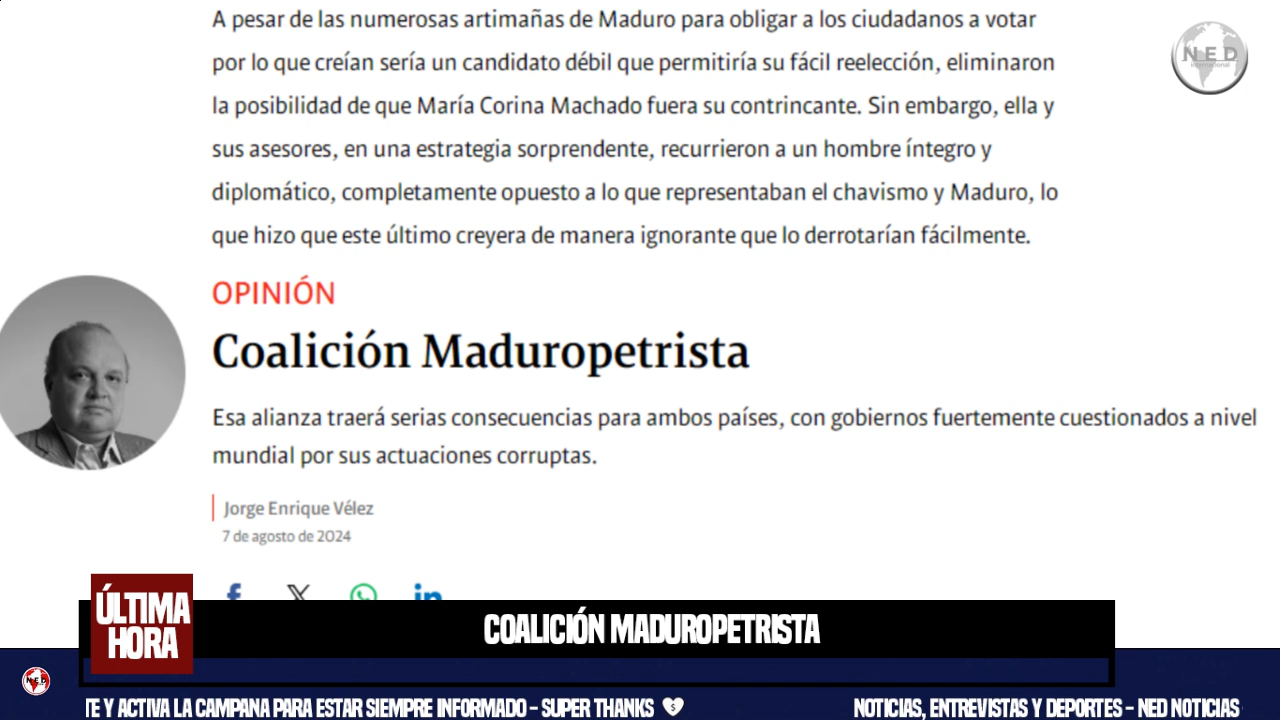 A pesar de las numerosas artimañas de Maduro para obligar a los ciudadanos a votar
por lo que creían sería un candidato débil que permitiría su fácil reelección, eliminaron
la posibilidad de que María Corina Machado fuera su contrincante. Sin embargo, ella y
sus asesores, en una estrategia sorprendente, recurrieron a un hombre íntegro y
diplomático, completamente opuesto a lo que representaban el chavismo y Maduro, lo
que hizo que este último creyera de manera ignorante que lo derrotarían fácilmente.
NED
international
OPINIÓN
Coalición Maduropetrista
Esa alianza traerá serias consecuencias para ambos países, con gobiernos fuertemente cuestionados a nivel
mundial por sus actuaciones corruptas.
Jorge Enrique Vélez
7 de agosto de 2024
ÚLTIMA
HORA
COALICIÓN MADUROPETRISTA
NED
TE Y ACTIVA LA CAMPANA PARA ESTAR SIEMPRE INFORMADO - SUPER THANKS
NOTICIAS, ENTREVISTAS Y DEPORTES - NED NOTICIAS